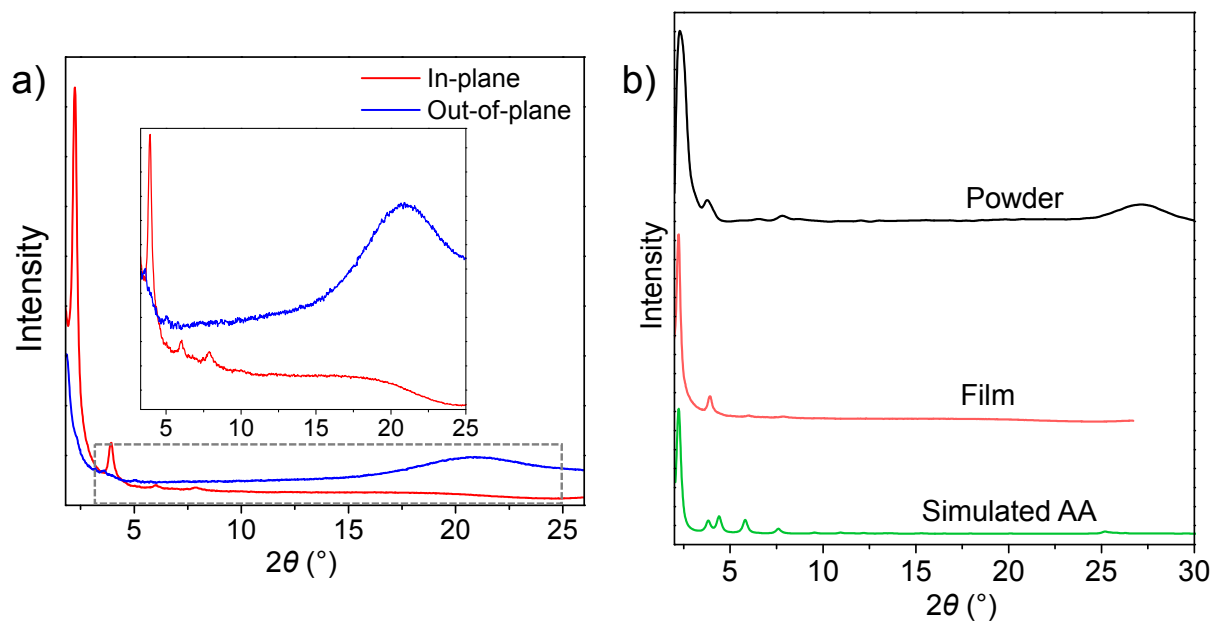 a)
In-plane
Out-of-plane
Intensity
5 10 15 20 25
5 10 15 20 25
2θ (°)
b)
Powder
Film
Simulated AA
Intensity
5 10 15 20 25 30
2θ (°)